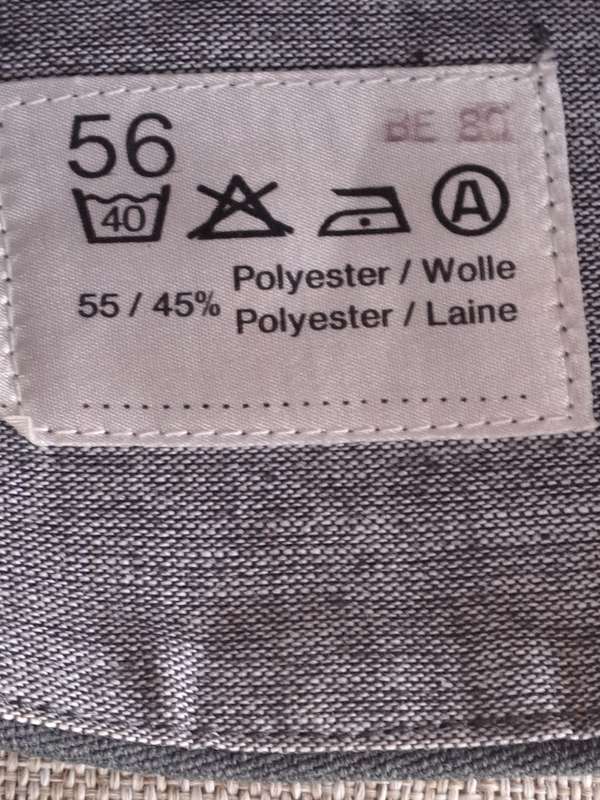 56 BE 80
40 A
Polyester / Wolle
55 / 45% Polyester / Laine